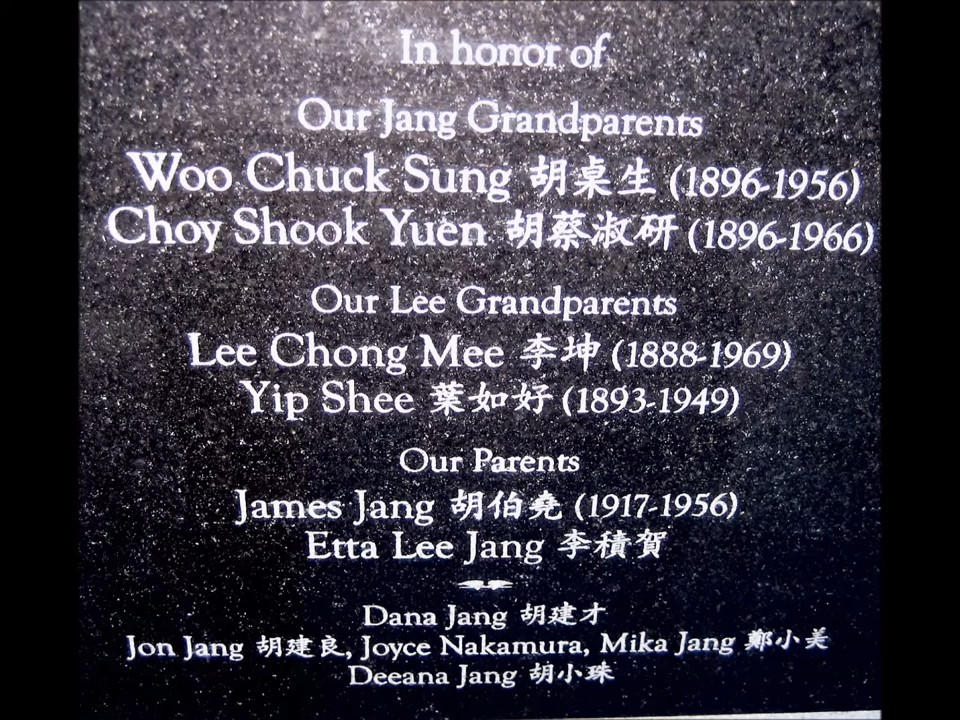 In honor of
Our Jang Grandparents
Woo Chuck Sung 胡桌生 (1896-1956)
Choy Shook Yuen 胡蔡淑研 (1896-1966)
Our Lee Grandparents
Lee Chong Mee 李坤 (1888-1969)
Yip Shee 葉如好 (1893-1949)
Our Parents
James Jang 胡伯堯 (1917-1956)
Etta Lee Jang 李積賀
Dana Jang 胡建才
Jon Jang 胡建良, Joyce Nakamura, Mika Jang 鄭小美
Deeana Jang 胡小珠